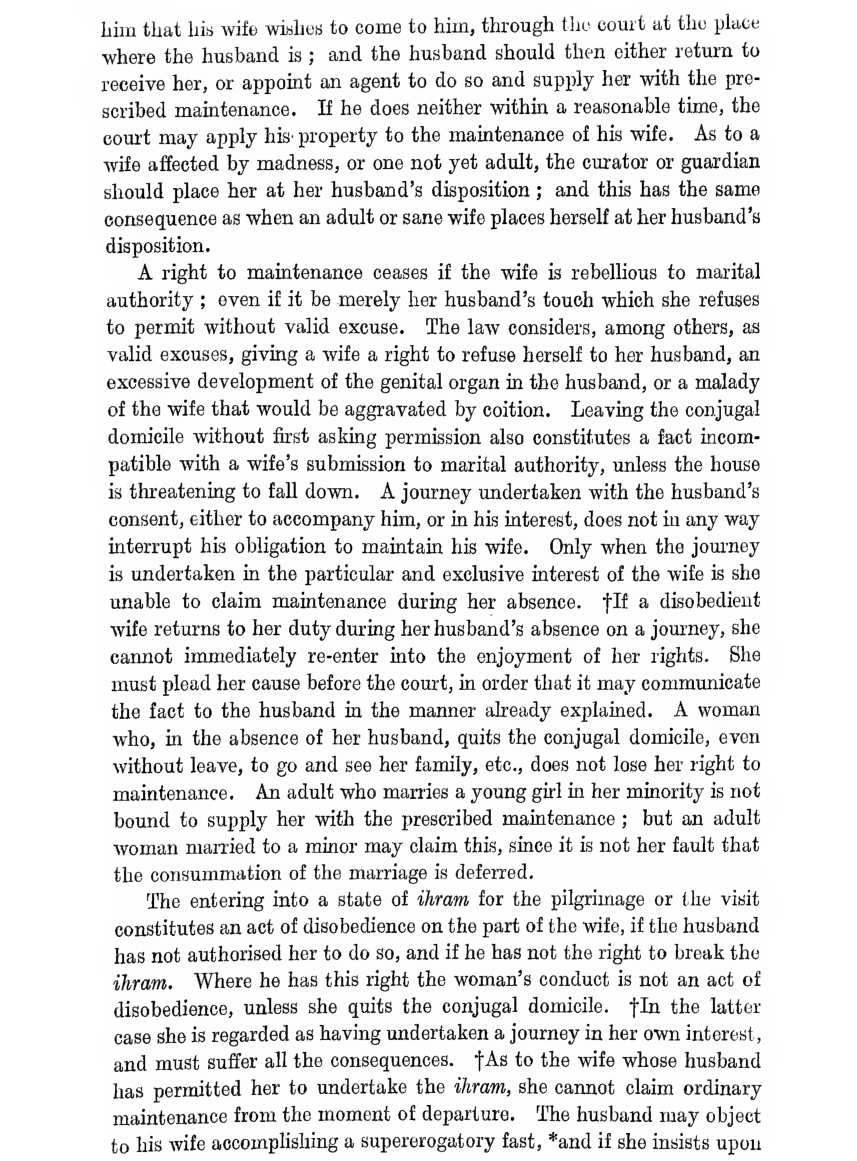 him that his wife wishes to come to him, through the court at the place
where the husband is ; and the husband should then either return to
receive her, or appoint an agent to do so and supply her with the pre-
scribed maintenance. If he does neither within a reasonable time, the
court may apply his property to the maintenance of his wife. As to a
wife affected by madness, or one not yet adult, the curator or guardian
should place her at her husband's disposition ; and this has the same
consequence as when an adult or sane wife places herself at her husband's
disposition.
A right to maintenance ceases if the wife is rebellious to marital
authority ; even if it be merely her husband's touch which she refuses
to permit without valid excuse. The law considers, among others, as
valid excuses, giving a wife a right to refuse herself to her husband, an
excessive development of the genital organ in the husband, or a malady
of the wife that would be aggravated by coition. Leaving the conjugal
domicile without first asking permission also constitutes a fact incom-
patible with a wife's submission to marital authority, unless the house
is threatening to fall down. A journey undertaken with the husband's
consent, either to accompany him, or in his interest, does not in any way
interrupt his obligation to maintain his wife. Only when the journey
is undertaken in the particular and exclusive interest of the wife is she
unable to claim maintenance during her absence. †If a disobedient
wife returns to her duty during her husband's absence on a journey, she
cannot immediately re-enter into the enjoyment of her rights. She
must plead her cause before the court, in order that it may communicate
the fact to the husband in the manner already explained. A woman
who, in the absence of her husband, quits the conjugal domicile, even
without leave, to go and see her family, etc., does not lose her right to
maintenance. An adult who marries a young girl in her minority is not
bound to supply her with the prescribed maintenance ; but an adult
woman married to a minor may claim this, since it is not her fault that
the consummation of the marriage is deferred.
The entering into a state of ihram for the pilgrimage or the visit
constitutes an act of disobedience on the part of the wife, if the husband
has not authorised her to do so, and if he has not the right to break the
ihram. Where he has this right the woman's conduct is not an act of
disobedience, unless she quits the conjugal domicile. †In the latter
case she is regarded as having undertaken a journey in her own interest,
and must suffer all the consequences. †As to the wife whose husband
has permitted her to undertake the ihram, she cannot claim ordinary
maintenance from the moment of departure. The husband may object
to his wife accomplishing a supererogatory fast, *and if she insists upon